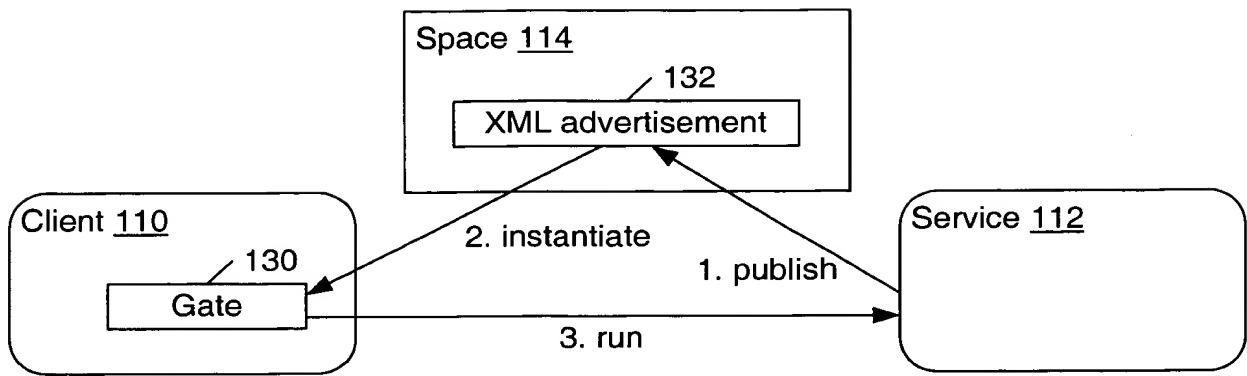 Space 114
132
XML advertisement
Client 110
2. instantiate
Service 112
130
1. publish
Gate
3. run